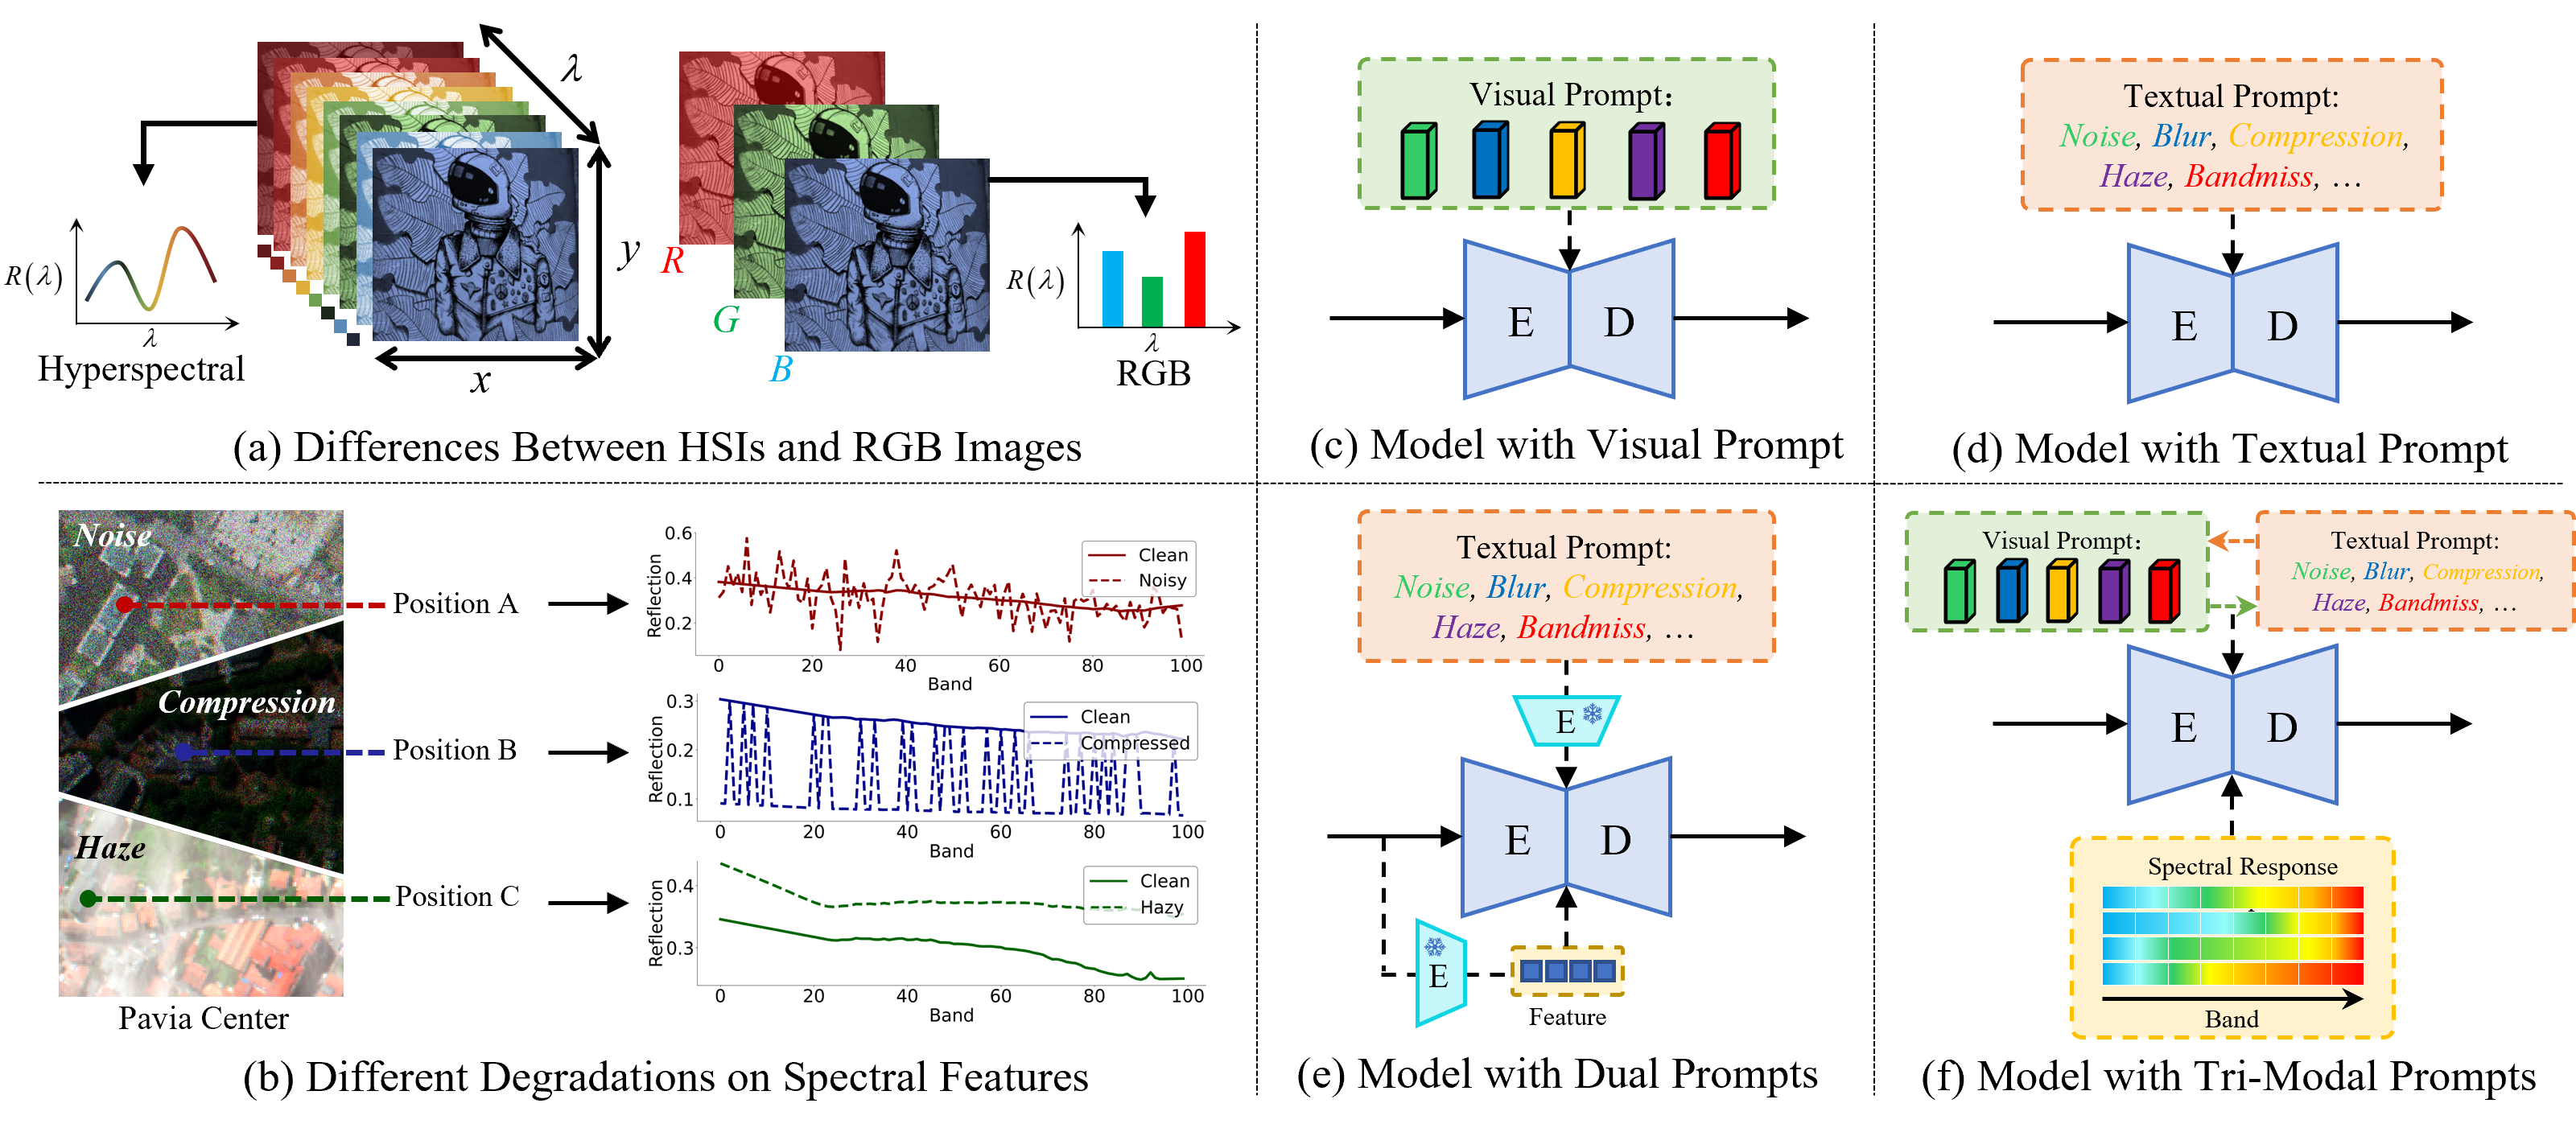 λ
y
x
R(λ)
λ
Hyperspectral
R
G
B
R(λ)
λ
RGB
(a) Differences Between HSIs and RGB Images
Visual Prompt:
E D
(c) Model with Visual Prompt
Textual Prompt:
Noise, Blur, Compression,
Haze, Bandmiss, …
E D
(d) Model with Textual Prompt
Noise
Compression
Haze
Pavia Center
Position A
Position B
Position C
Reflection
0.6
0.4
0.2
Clean
Noisy
0 20 40 60 80 100
Band
Reflection
0.3
0.2
0.1
Clean
Compressed
0 20 40 60 80 100
Band
Reflection
0.4
0.3
Clean
Hazy
0 20 40 60 80 100
Band
(b) Different Degradations on Spectral Features
Textual Prompt:
Noise, Blur, Compression,
Haze, Bandmiss, …
E
E D
E
Feature
(e) Model with Dual Prompts
Visual Prompt:
Textual Prompt:
Noise, Blur, Compression,
Haze, Bandmiss, …
E D
Spectral Response
Band
(f) Model with Tri-Modal Prompts